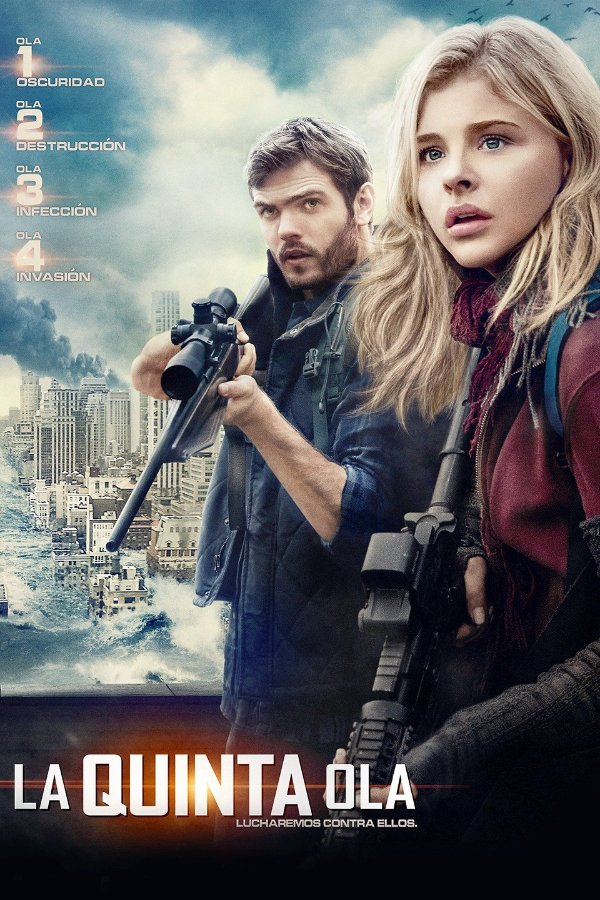 OLA
1
OSCURIDAD
OLA
2
DESTRUCCIÓN
OLA
3
INFECCIÓN
OLA
4
INVASIÓN
LA QUINTA OLA
LUCHAREMOS CONTRA ELLOS.